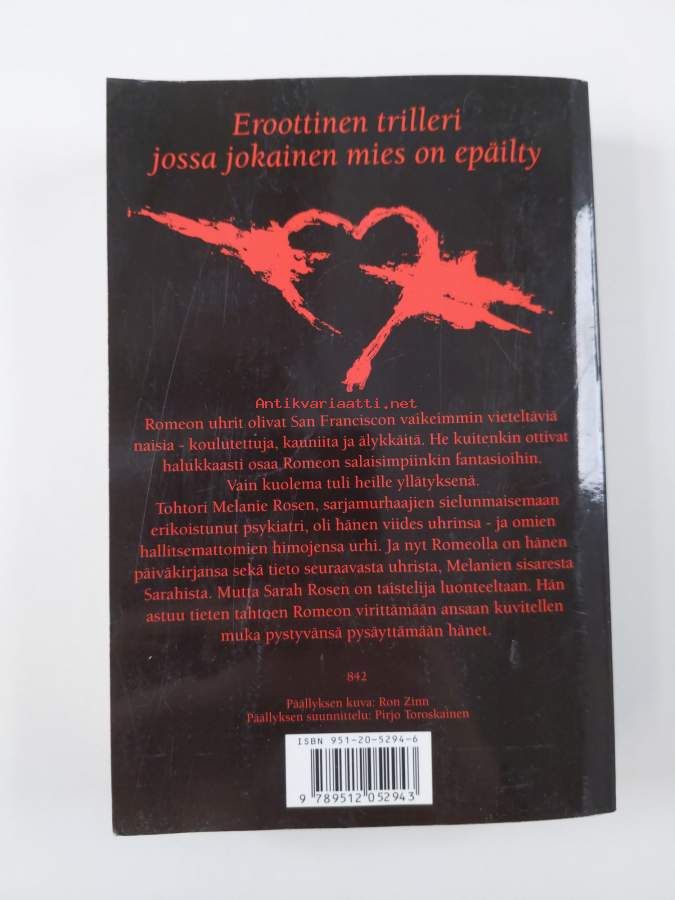 Eroottinen trilleri
jossa jokainen mies on epäilty
Antikvariaatti.net
Romeon uhrit olivat San Franciscon vaikeimmin vieteltäviä
naisia - koulutettuja, kauniita ja älykkäitä. He kuitenkin ottivat
halukkaasti osaa Romeon salaisimpiinkin fantasioihin.
Vain kuolema tuli heille yllätyksenä.
Tohtori Melanie Rosen, sarjamurhaajien sielunmaisemaan
erikoistunut psykiatri, oli hänen viides uhrinsa - ja omien
hallitsemattomien himojensa urhi. Ja nyt Romeolla on hänen
päiväkirjansa sekä tieto seuraavasta uhrista, Melanien sisaresta
Sarahista. Mutta Sarah Rosen on taistelija luonteeltaan. Hän
astuu tieten tahtoen Romeon virittämään ansaan kuvitellen
muka pystyvänsä pysäyttämään hänet.
842
Päällyksen kuva: Ron Zinn
Päällyksen suunnittelu: Pirjo Toroskainen
ISBN 951-20-5294-6
9 789512 052943